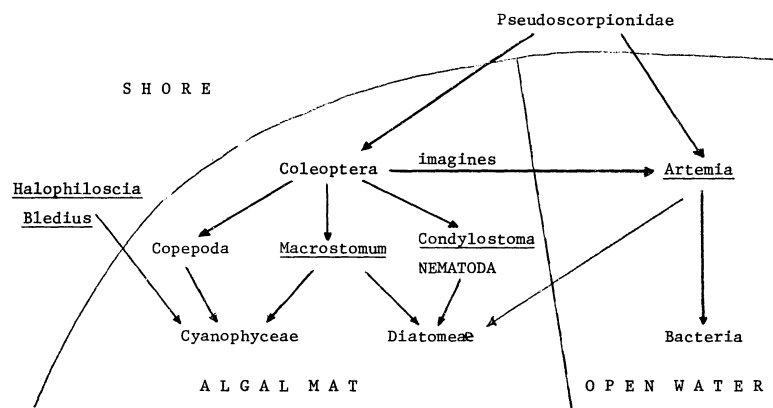 Pseudoscorpionidae
S H O R E
imagines
Coleoptera
Artemia
Halophiloscia
Bledius
Copepoda
Macrostomum
Condylostoma
NEMATODA
Cyanophyceae
Diatomeae
Bacteria
A L G A L M A T
O P E N W A T E R